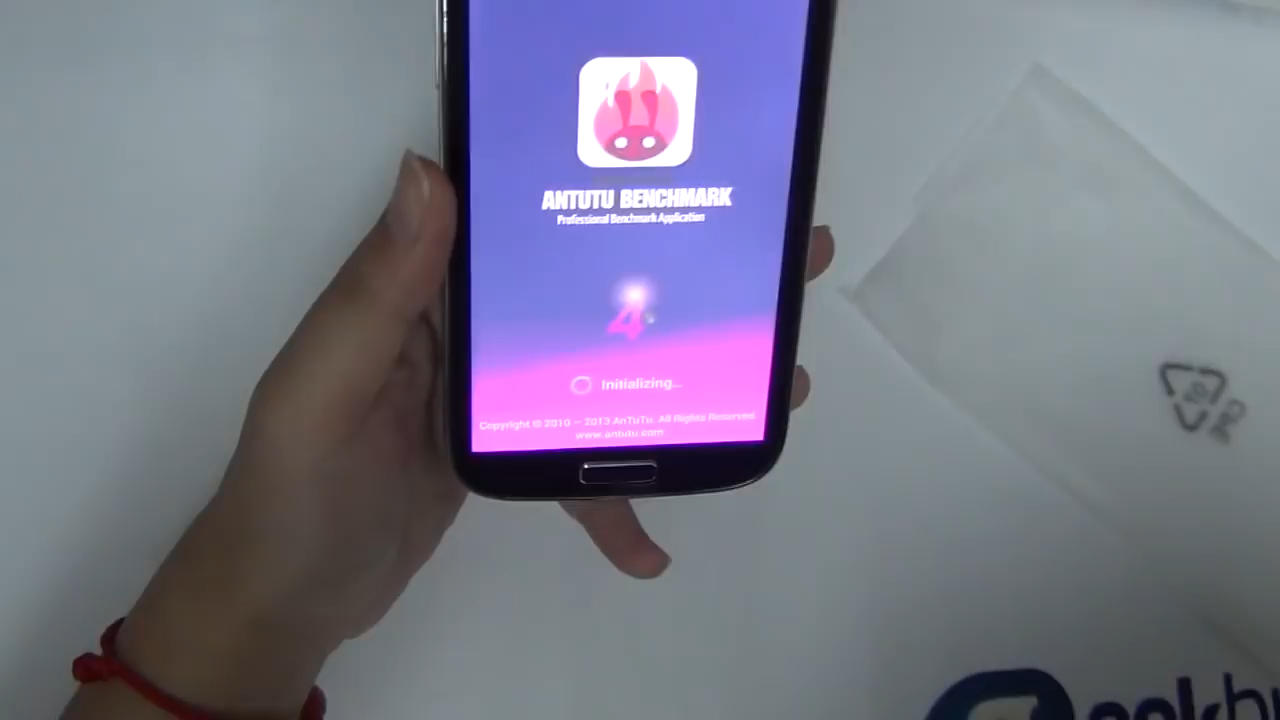 ANTUTU BENCHMARK
Professional Benchmark Application
4
Initializing...
Copyright © 2010 - 2013 AnTuTu. All Rights Reserved.
www.antutu.com